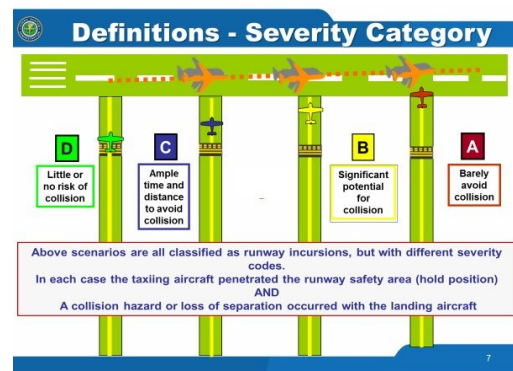 Definitions - Severity Category
D
Little or
no risk of
collision
C
Ample
time and
distance
to avoid
collision
B
Significant
potential
for
collision
A
Barely
avoid
collision
Above scenarios are all classified as runway incursions, but with different severity
codes.
In each case the taxiing aircraft penetrated the runway safety area (hold position)
AND
A collision hazard or loss of separation occurred with the landing aircraft
7